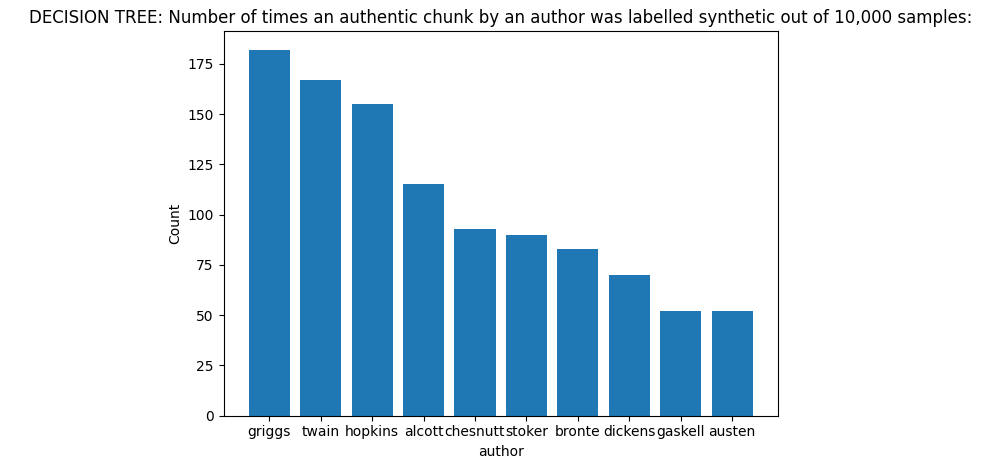 DECISION TREE: Number of times an authentic chunk by an author was labelled synthetic out of 10,000 samples:
175
150
125
100
75
50
25
0
Count
griggs twain hopkins alcott chesnutt stoker bronte dickens gaskell austen
author